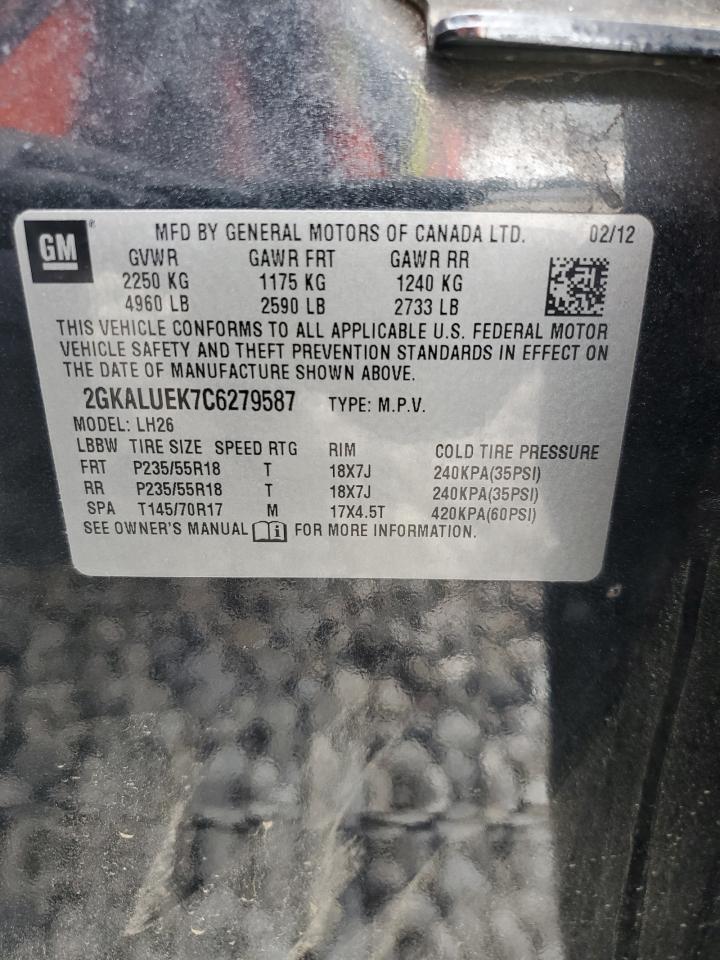 GM® MFD BY GENERAL MOTORS OF CANADA LTD. 02/12
GVWR GAWR FRT GAWR RR
2250 KG 1175 KG 1240 KG
4960 LB 2590 LB 2733 LB
THIS VEHICLE CONFORMS TO ALL APPLICABLE U.S. FEDERAL MOTOR
VEHICLE SAFETY AND THEFT PREVENTION STANDARDS IN EFFECT ON
THE DATE OF MANUFACTURE SHOWN ABOVE.
2GKALUEK7C6279587 TYPE: M.P.V.
MODEL: LH26
LBBW TIRE SIZE SPEED RTG RIM COLD TIRE PRESSURE
FRT P235/55R18 T 18X7J 240KPA(35PSI)
RR P235/55R18 T 18X7J 240KPA(35PSI)
SPA T145/70R17 M 17X4.5T 420KPA(60PSI)
SEE OWNER'S MANUAL i FOR MORE INFORMATION.